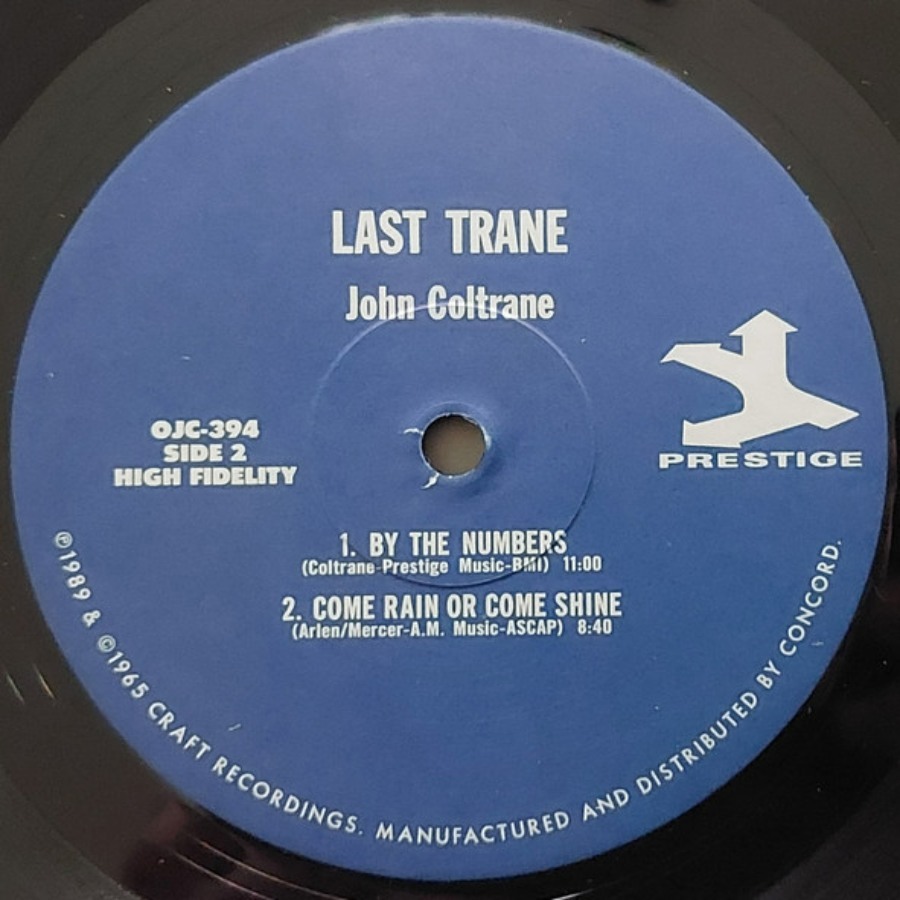 LAST TRANE
John Coltrane
OJC-394
SIDE 2
HIGH FIDELITY
PRESTIGE
1. BY THE NUMBERS
(Coltrane-Prestige Music-BMI) 11:00
2. COME RAIN OR COME SHINE
(Arlen/Mercer-A.M. Music-ASCAP) 8:40
℗1989 & ©1965 CRAFT RECORDINGS. MANUFACTURED AND DISTRIBUTED BY CONCORD.